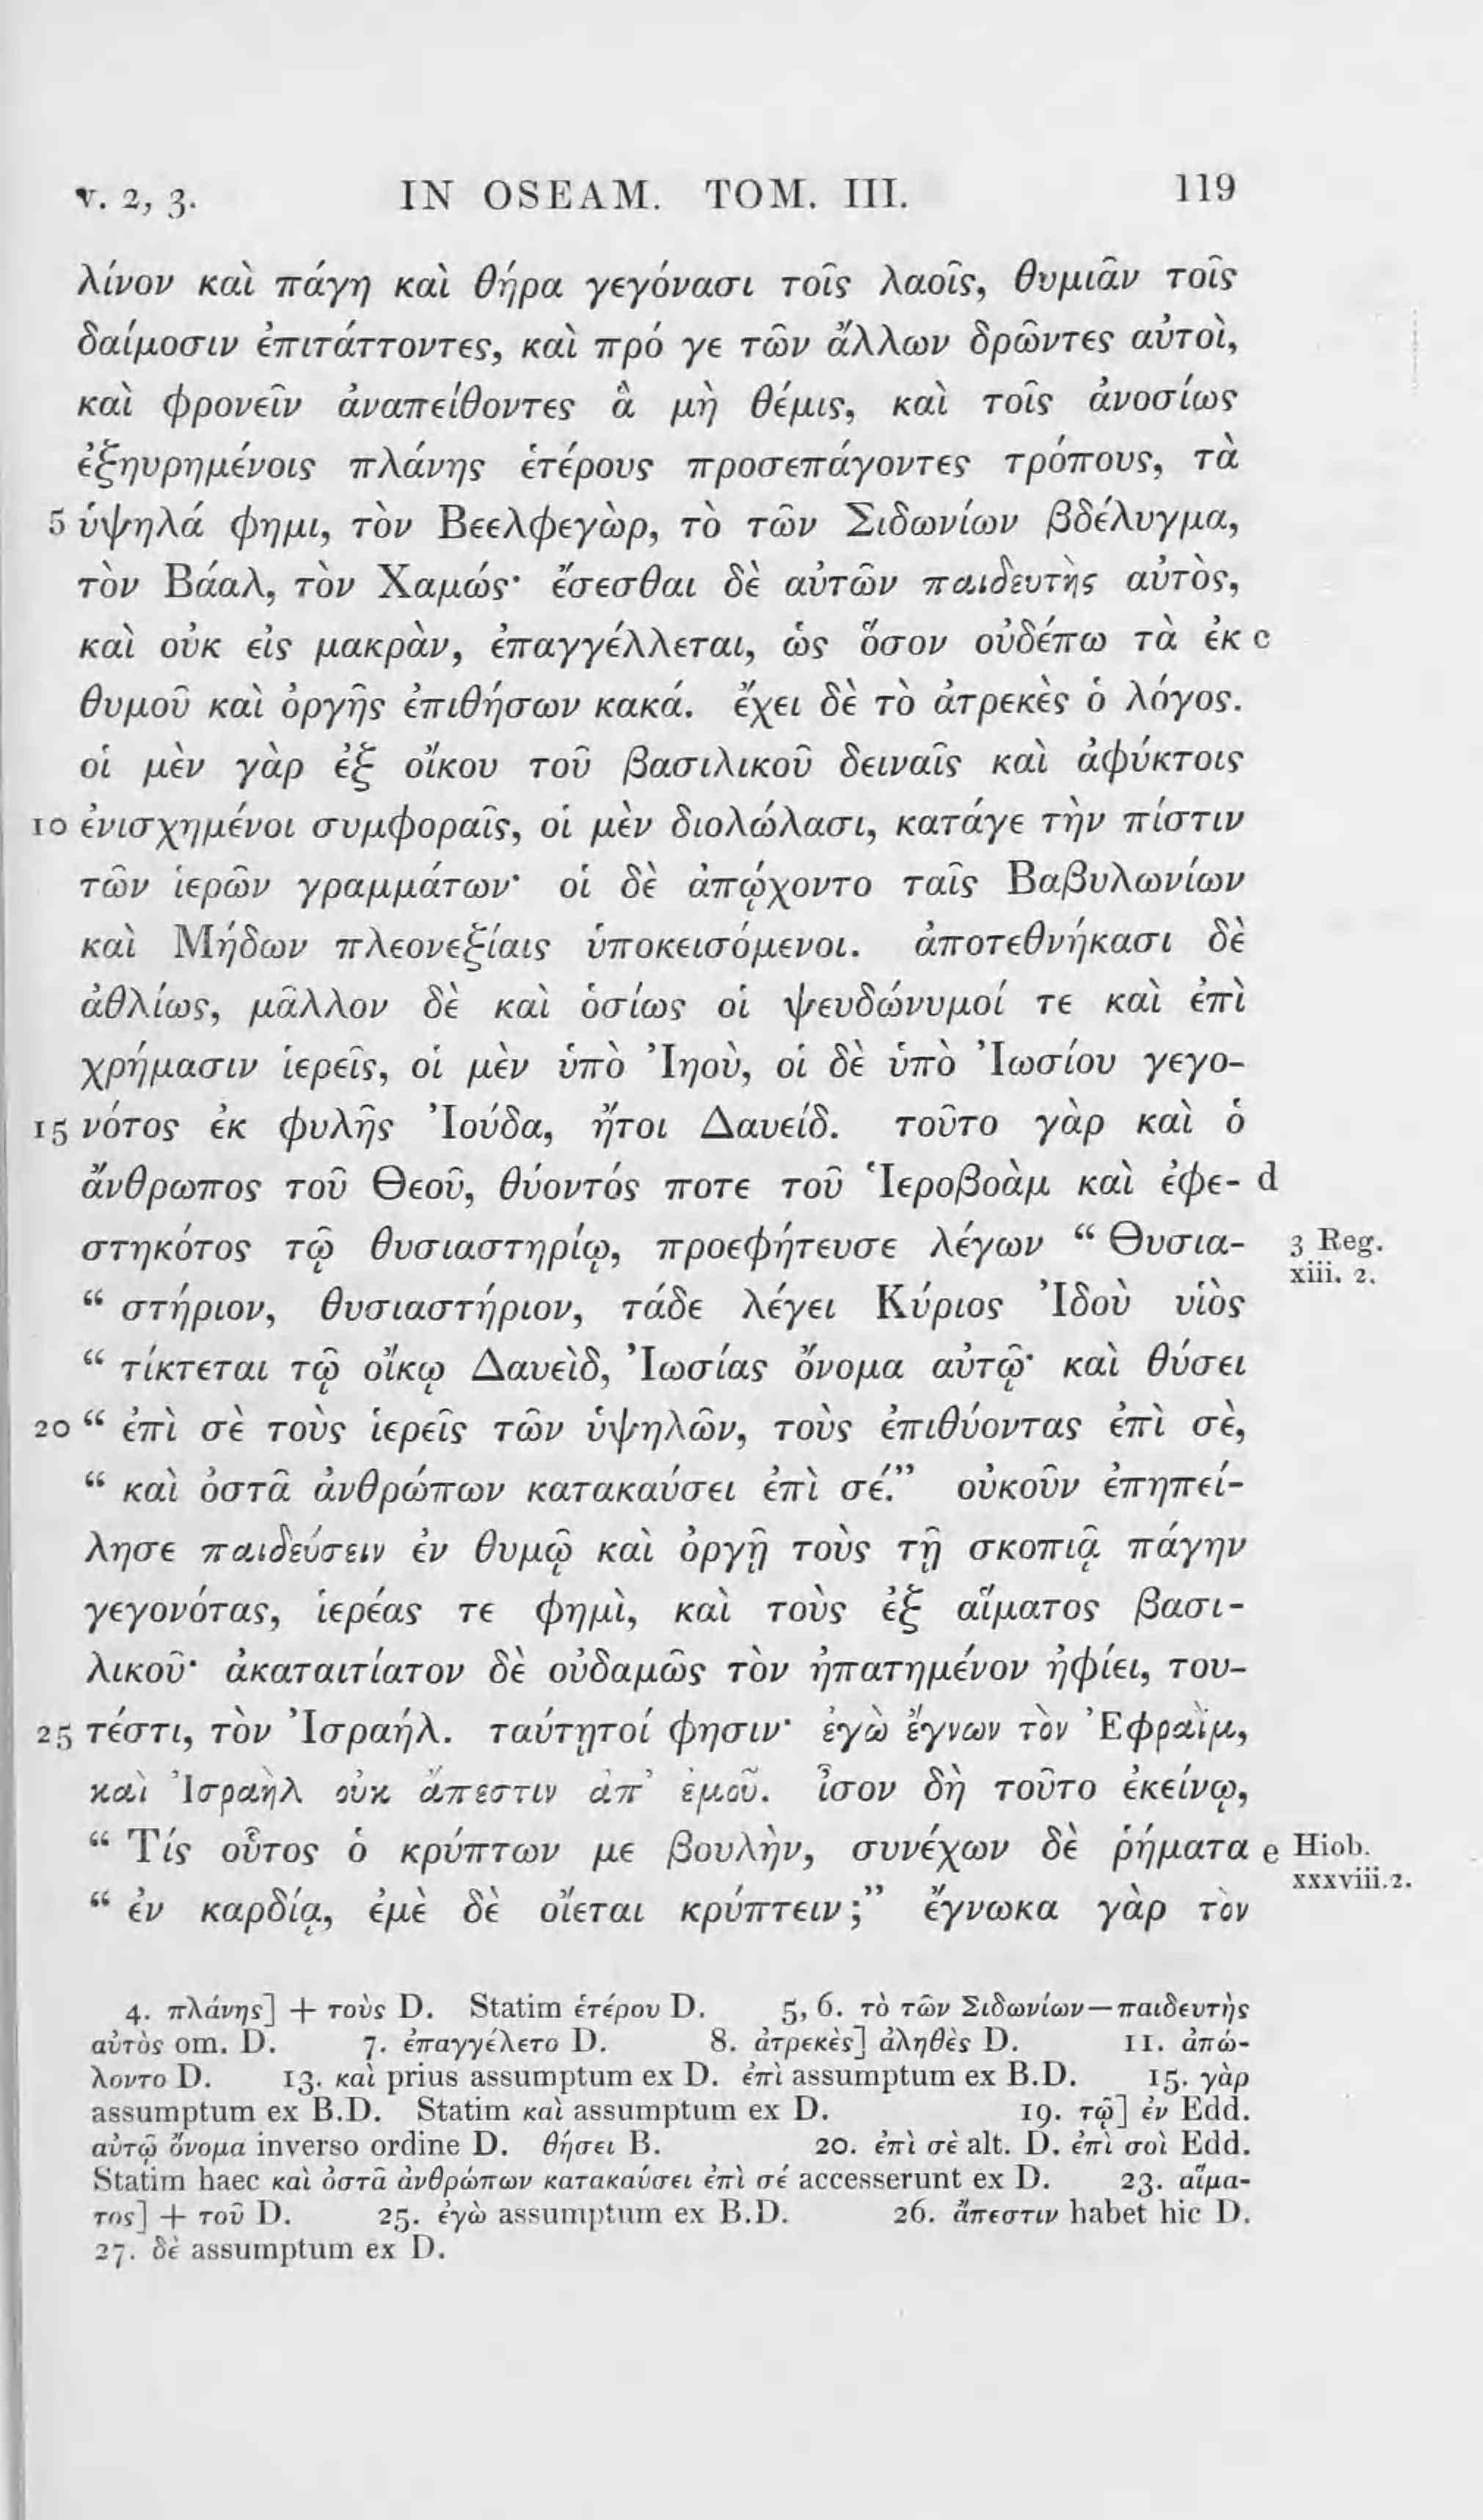 v. 2, 3. IN OSEAM. TOM. III. 119
λίνον καὶ πάγη καὶ θήρα γεγόνασι τοῖς λαοῖς, θυμιᾶν τοῖς
δαίμοσιν ἐπιτάττοντες, καὶ πρό γε τῶν ἄλλων δρῶντες αὐτοὶ,
καὶ φρονεῖν ἀναπείθοντες ἃ μὴ θέμις, καὶ τοῖς ἀνοσίως
ἐξηυρημένοις πλάνης ἑτέρους προσεπάγοντες τρόπους, τὰ
5 ὑψηλά φημι, τὸν Βεελφεγὼρ, τὸ τῶν Σιδωνίων βδέλυγμα,
τὸν Βάαλ, τὸν Χαμώς· ἔσεσθαι δὲ αὐτῶν παιδευτὴς αὐτὸς,
καὶ οὐκ εἰς μακρὰν, ἐπαγγέλλεται, ὡς ὅσον οὐδέπω τὰ ἐκ c
θυμοῦ καὶ ὀργῆς ἐπιθήσων κακά. ἔχει δὲ τὸ ἀτρεκὲς ὁ λόγος.
οἱ μὲν γὰρ ἐξ οἴκου τοῦ βασιλικοῦ δειναῖς καὶ ἀφύκτοις
10 ἐνισχημένοι συμφοραῖς, οἱ μὲν διολώλασι, κατάγε τὴν πίστιν
τῶν ἱερῶν γραμμάτων· οἱ δὲ ἀπῴχοντο ταῖς Βαβυλωνίων
καὶ Μήδων πλεονεξίαις ὑποκεισόμενοι. ἀποτεθνήκασι δὲ
ἀθλίως, μᾶλλον δὲ καὶ ὁσίως οἱ ψευδώνυμοί τε καὶ ἐπὶ
χρήμασιν ἱερεῖς, οἱ μὲν ὑπὸ Ἰηοὺ, οἱ δὲ ὑπὸ Ἰωσίου γεγο-
15 νότος ἐκ φυλῆς Ἰούδα, ἤτοι Δαυείδ. τοῦτο γὰρ καὶ ὁ
ἄνθρωπος τοῦ Θεοῦ, θύοντός ποτε τοῦ Ἱεροβοὰμ καὶ ἐφε- d
στηκότος τῷ θυσιαστηρίῳ, προεφήτευσε λέγων “ Θυσια- 3 Reg.
xiii. 2.
“ στήριον, θυσιαστήριον, τάδε λέγει Κύριος Ἰδοὺ υἱὸς
“ τίκτεται τῷ οἴκῳ Δαυεὶδ, Ἰωσίας ὄνομα αὐτῷ· καὶ θύσει
20 “ ἐπὶ σὲ τοὺς ἱερεῖς τῶν ὑψηλῶν, τοὺς ἐπιθύοντας ἐπὶ σὲ,
“ καὶ ὀστᾶ ἀνθρώπων κατακαύσει ἐπὶ σέ.” οὐκοῦν ἐπηπεί-
λησε παιδεύσειν ἐν θυμῷ καὶ ὀργῇ τοὺς τῇ σκοπιᾷ πάγην
γεγονότας, ἱερέας τε φημὶ, καὶ τοὺς ἐξ αἵματος βασι-
λικοῦ· ἀκαταιτίατον δὲ οὐδαμῶς τὸν ἠπατημένον ἠφίει, του-
25 τέστι, τὸν Ἰσραήλ. ταύτῃτοί φησιν· ἐγὼ ἔγνων τὸν Ἐφραῒμ,
καὶ Ἰσραὴλ οὐκ ἄπεστιν ἀπ’ ἐμοῦ. ἶσον δὴ τοῦτο ἐκείνῳ,
“ Τίς οὗτος ὁ κρύπτων με βουλὴν, συνέχων δὲ ῥήματα e Hiob.
xxxviii. 2.
“ ἐν καρδίᾳ, ἐμὲ δὲ οἴεται κρύπτειν ;” ἔγνωκα γὰρ τὸν
4. πλάνης] + τοὺς D. Statim ἑτέρου D. 5, 6. τὸ τῶν Σιδωνίων—παιδευτὴς
αὐτὸς om. D. 7. ἐπαγγέλετο D. 8. ἀτρεκὲς] ἀληθὲς D. 11. ἀπώ-
λοντο D. 13. καὶ prius assumptum ex D. ἐπὶ assumptum ex B.D. 15. γὰρ
assumptum ex B.D. Statim καὶ assumptum ex D. 19. τῷ] ἐν Edd.
αὐτῷ ὄνομα inverso ordine D. θήσει B. 20. ἐπὶ σὲ alt. D. ἐπὶ σοὶ Edd.
Statim haec καὶ ὀστᾶ ἀνθρώπων κατακαύσει ἐπὶ σέ accesserunt ex D. 23. αἵμα-
τος] + τοῦ D. 25. ἐγὼ assumptum ex B.D. 26. ἄπεστιν habet hic D.
27. δὲ assumptum ex D.